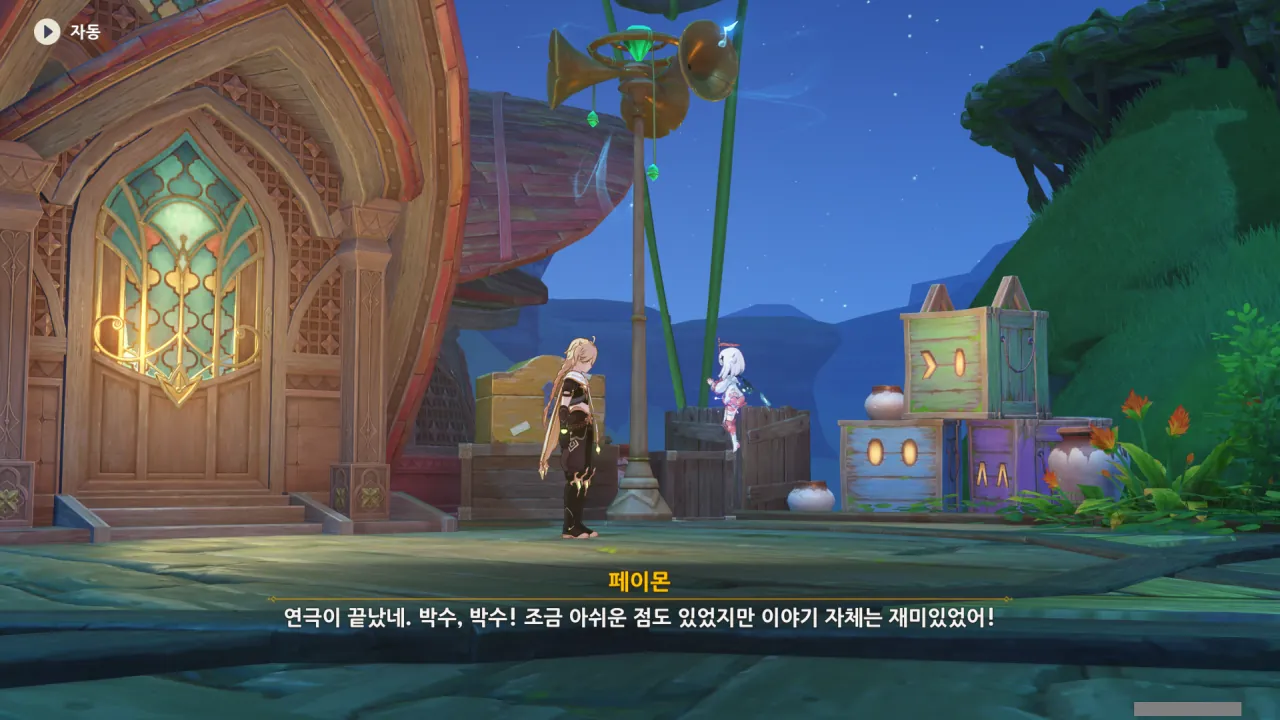 자동
페이몬
연극이 끝났네. 박수, 박수! 조금 아쉬운 점도 있었지만 이야기 자체는 재미있었어!